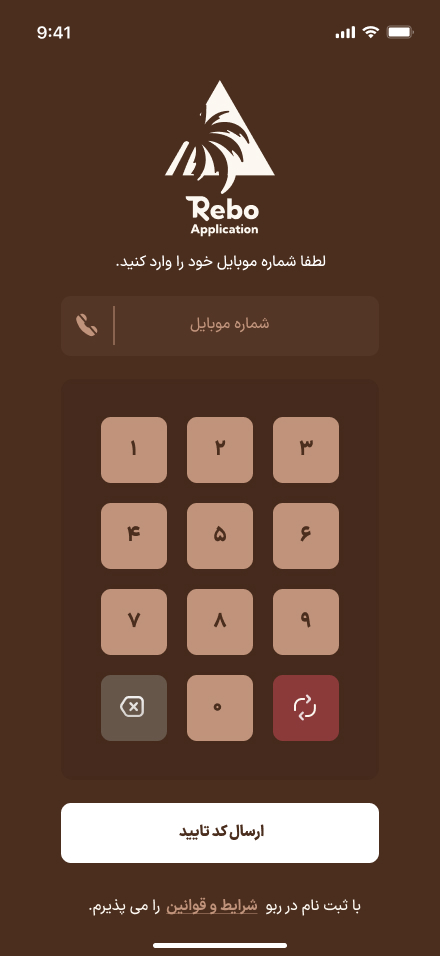 9:41
Rebo
Application
لطفا شماره موبایل خود را وارد کنید.
شماره موبایل
۱ ۲ ۳
۴ ۵ ۶
۷ ۸ ۹
۰
ارسال کد تایید
با ثبت نام در ربو شرایط و قوانین را می پذیرم.